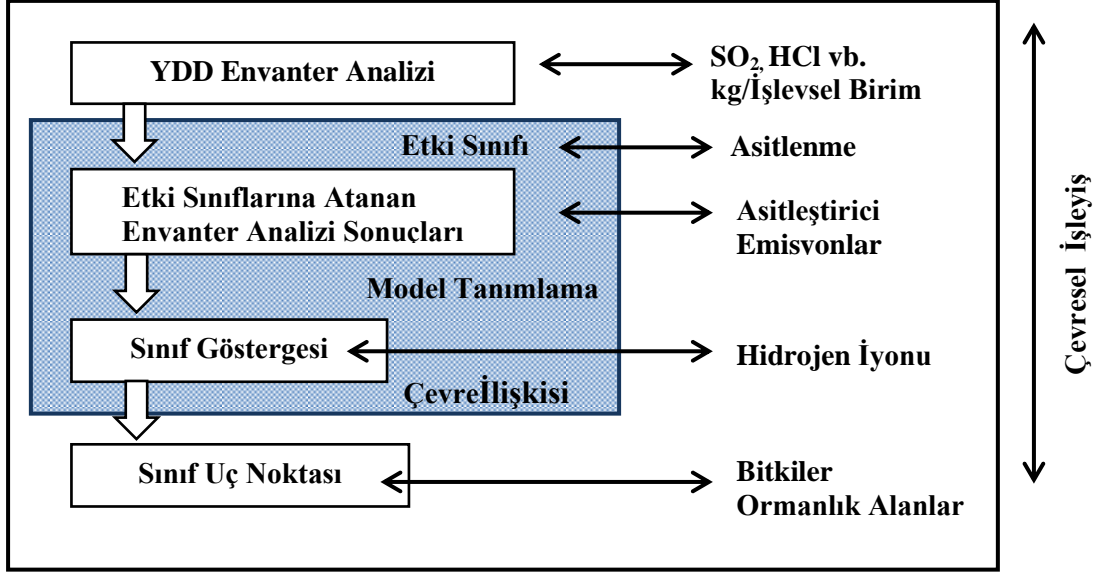 YDD Envanter Analizi
SO2, HCl vb.
kg/İşlevsel Birim
Etki Sınıfı
Asitlenme
Etki Sınıflarına Atanan
Envanter Analizi Sonuçları
Asitleştirici
Emisvonlar
Model Tanımlama
Sınıf Göstergesi
Hidrojen İyonu
Çevreİlişkisi
Sınıf Uç Noktası
Bitkiler
Ormanlık Alanlar
Çevresel İşleyiş